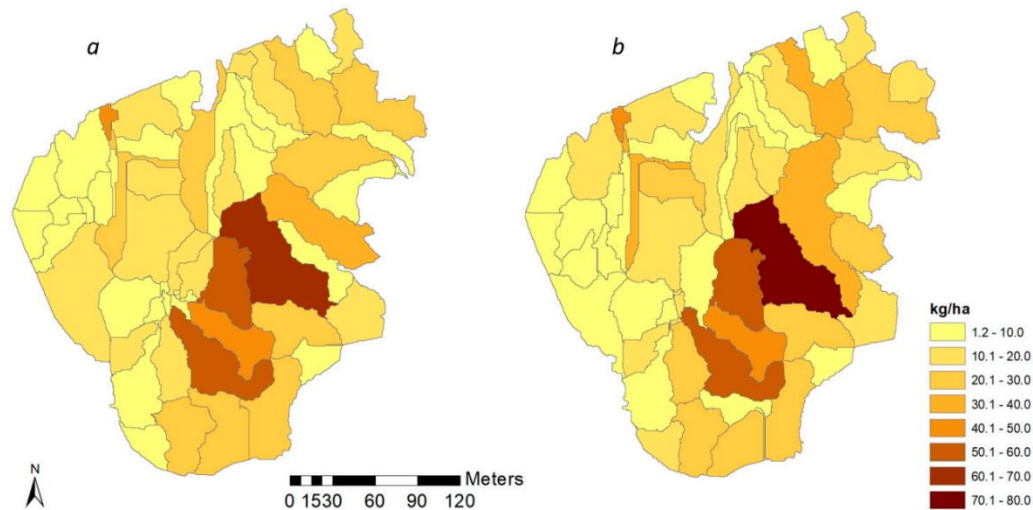 a
b
kg/ha
1.2 - 10.0
10.1 - 20.0
20.1 - 30.0
30.1 - 40.0
40.1 - 50.0
50.1 - 60.0
60.1 - 70.0
70.1 - 80.0
N
Meters
0 1530 60 90 120